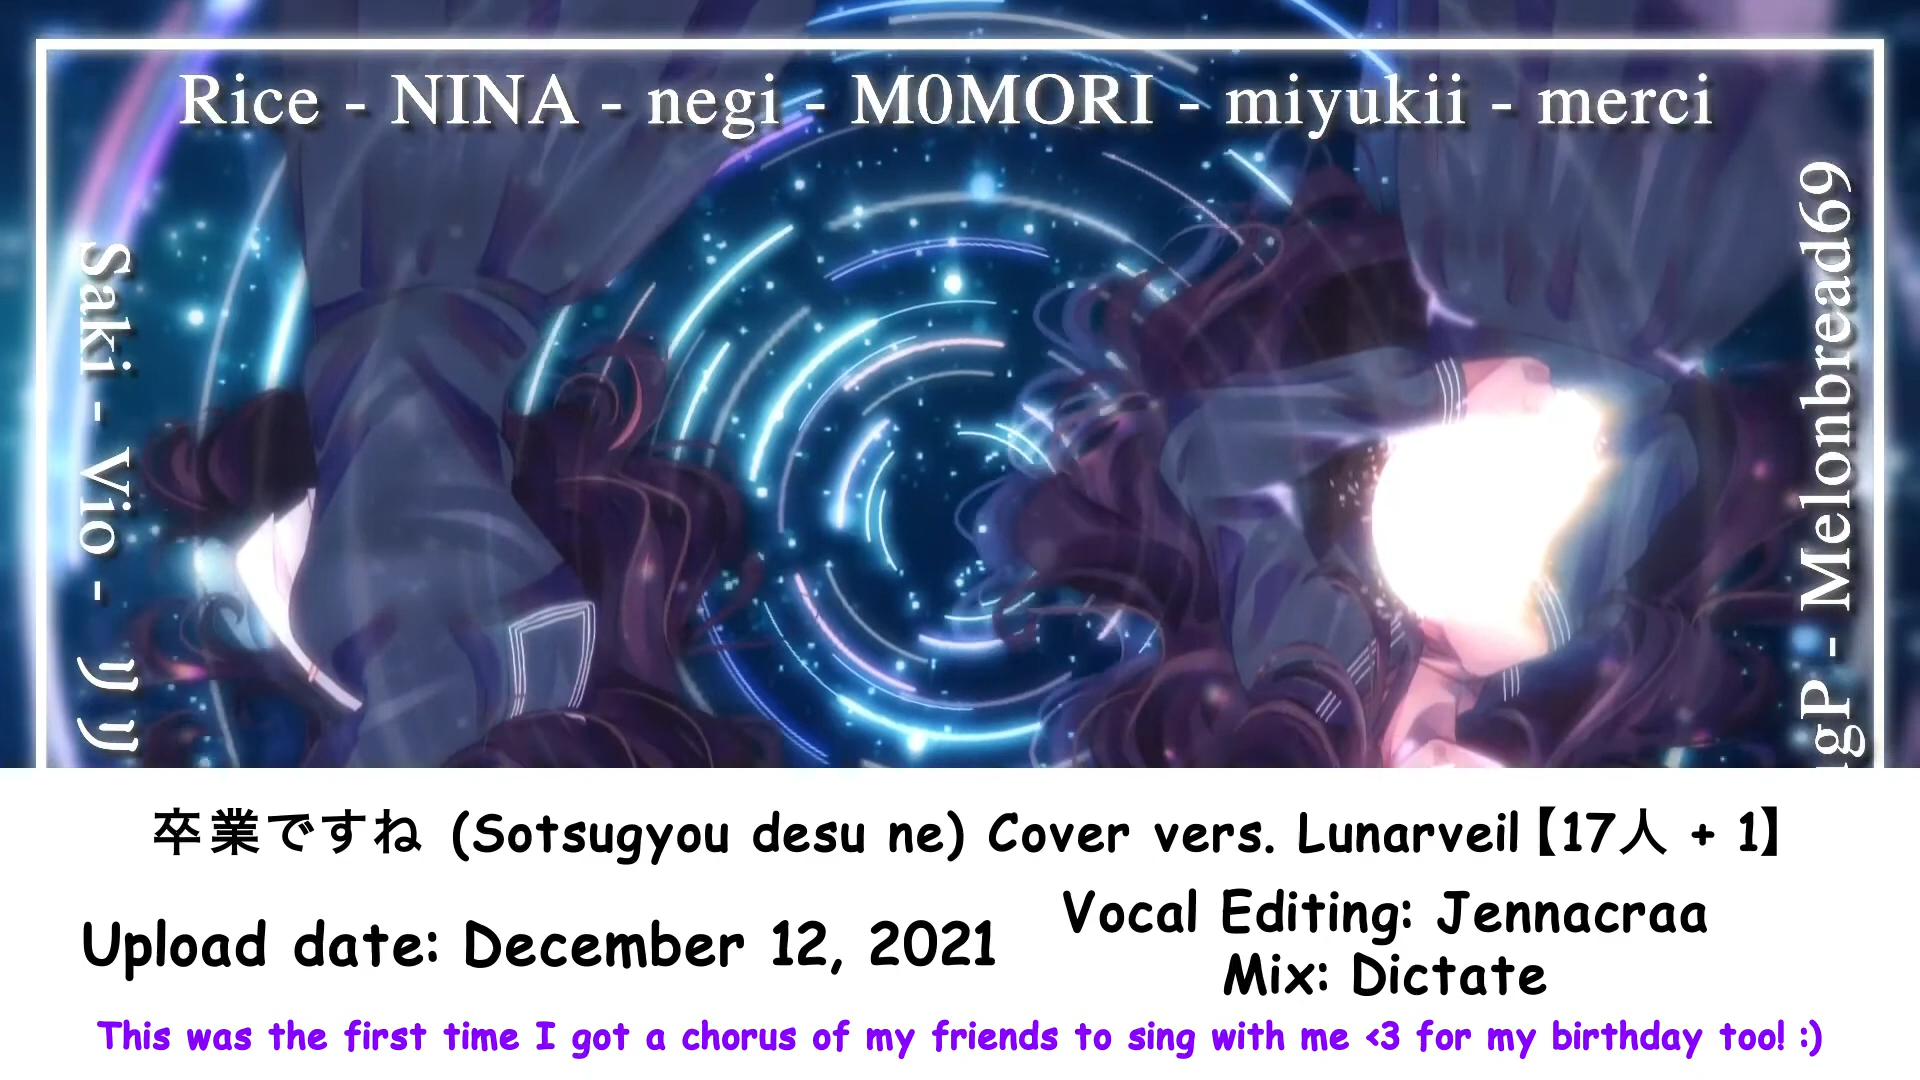 Rice - NINA - negi - M0MORI - miyukii - merci
Saki - Vio - リリ
gP - Melonbread69
卒業ですね (Sotsugyou desu ne) Cover vers. Lunarveil【17人 + 1】
Upload date: December 12, 2021
Vocal Editing: Jennacraa
Mix: Dictate
This was the first time I got a chorus of my friends to sing with me <3 for my birthday too! :)